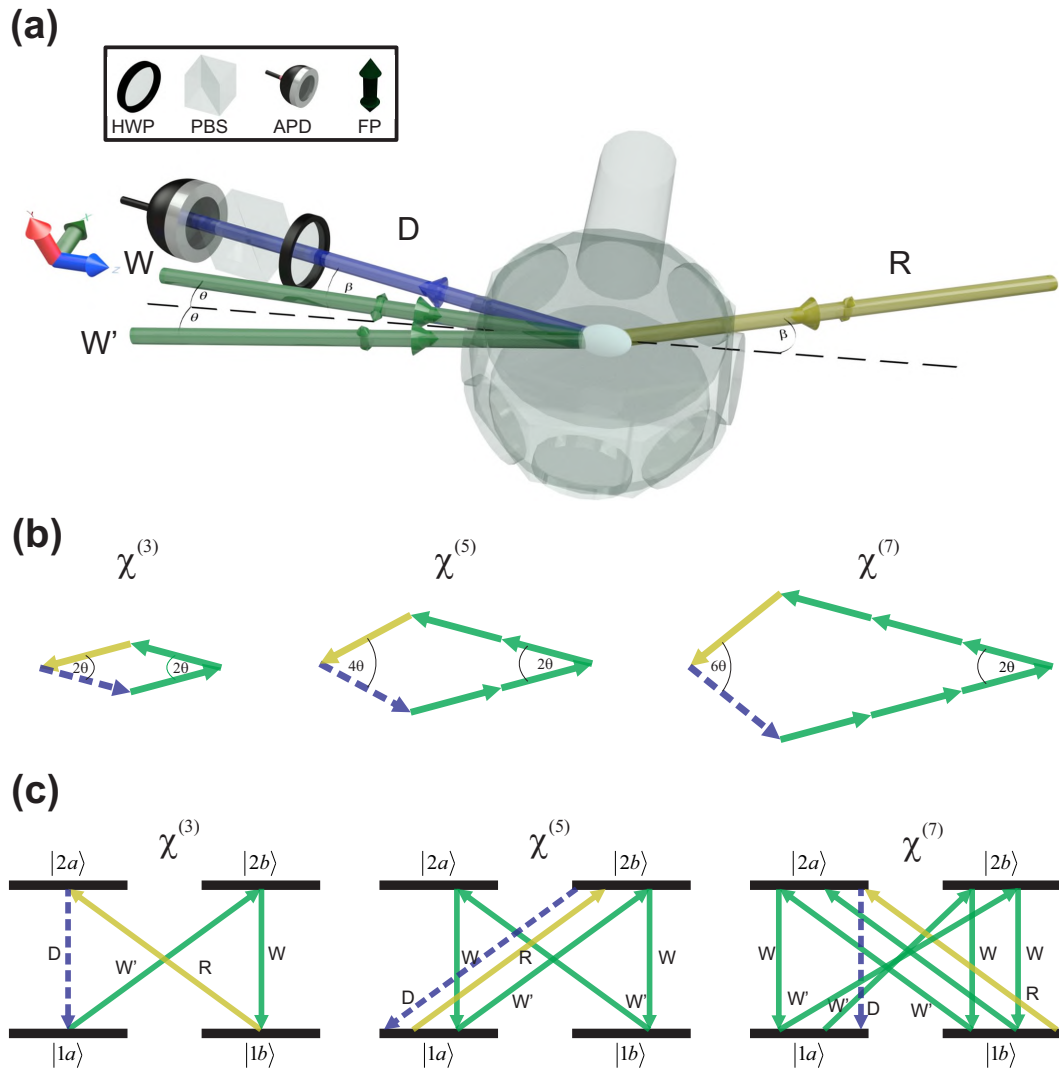 (a)
HWP PBS APD FP
Y X Z
D
R
W
β
θ
θ
W'
β
(b)
χ(3) χ(5) χ(7)
2θ 2θ 4θ 2θ 6θ 2θ
(c)
χ(3) χ(5) χ(7)
|2a⟩ |2b⟩ |2a⟩ |2b⟩ |2a⟩ |2b⟩
D W' R W D W W' R W' W W W' W' D W' W W R
|1a⟩ |1b⟩ |1a⟩ |1b⟩ |1a⟩ |1b⟩